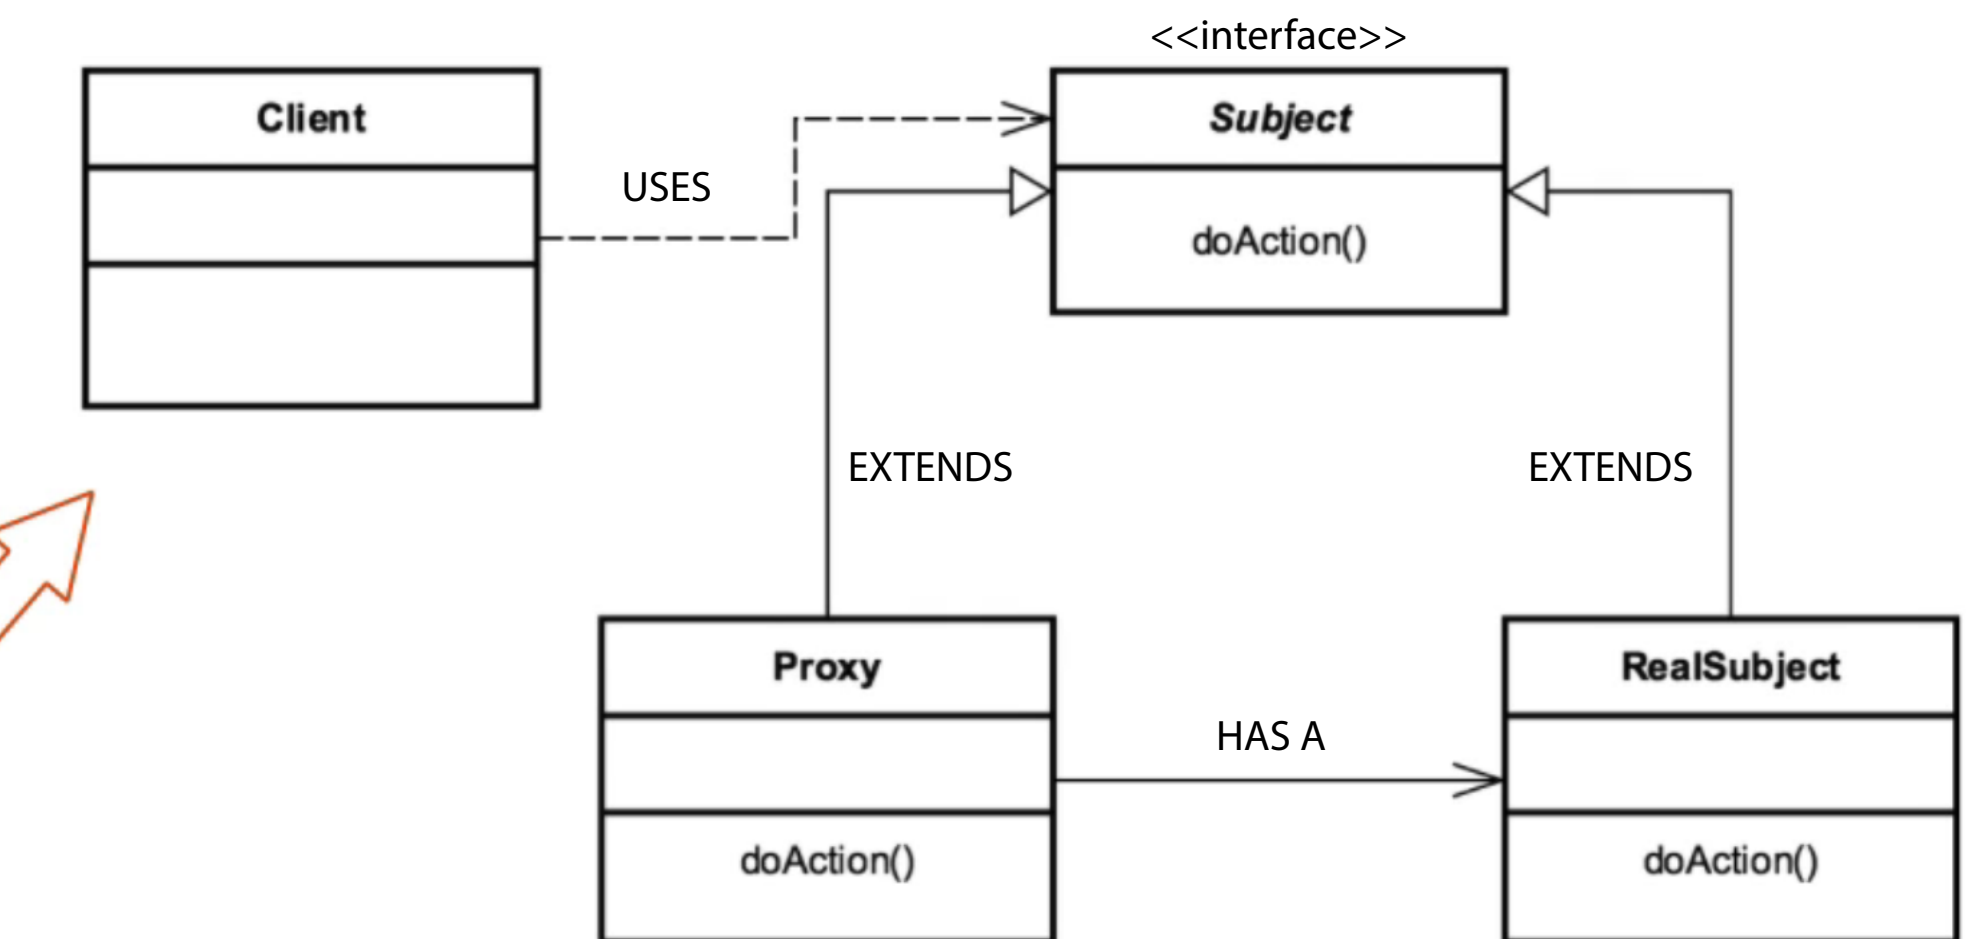 <<interface>>
Client
Subject
USES
doAction()
EXTENDS
EXTENDS
Proxy
RealSubject
HAS A
doAction()
doAction()